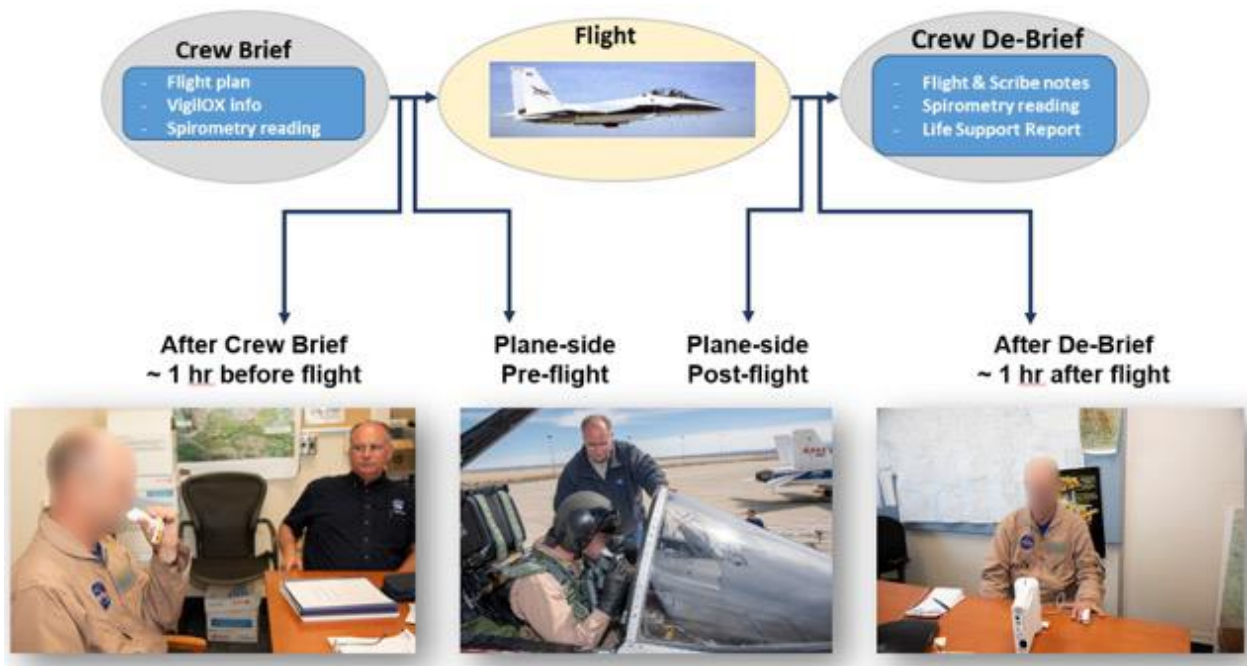 Crew Brief
- Flight plan
- VigilOX info
- Spirometry reading
Flight
Crew De-Brief
- Flight & Scribe notes
- Spirometry reading
- Life Support Report
After Crew Brief
~ 1 hr before flight
Plane-side
Pre-flight
Plane-side
Post-flight
After De-Brief
~ 1 hr after flight